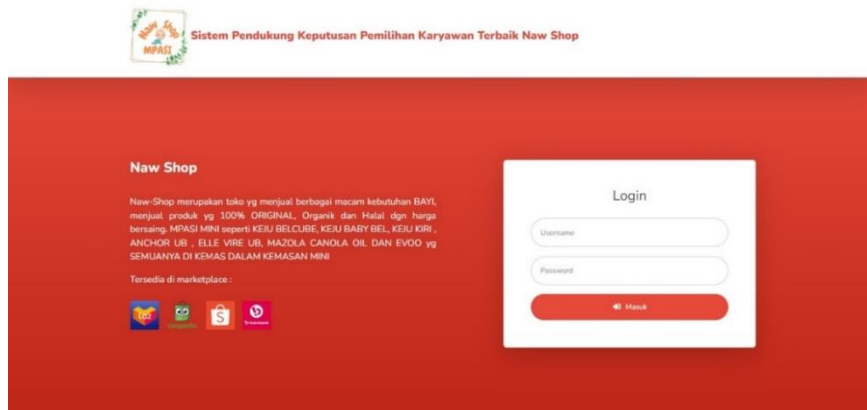 Naw Shop
MPASI
Sistem Pendukung Keputusan Pemilihan Karyawan Terbaik Naw Shop
Naw Shop
Naw-Shop merupakan toko yg menjual berbagai macam kebutuhan BAYI,
menjual produk yg 100% ORIGINAL, Organik dan Halal dgn harga
bersaing. MPASI MINI seperti KEJU BELCUBE, KEJU BABY BEL, KEJU KIRI ,
ANCHOR UB , ELLE VIRE UB, MAZOLA CANOLA OIL DAN EVOO yg
SEMUANYA DI KEMAS DALAM KEMASAN MINI
Tersedia di marketplace :
Laz
tokopedia
S
Login
Username
Password
Masuk